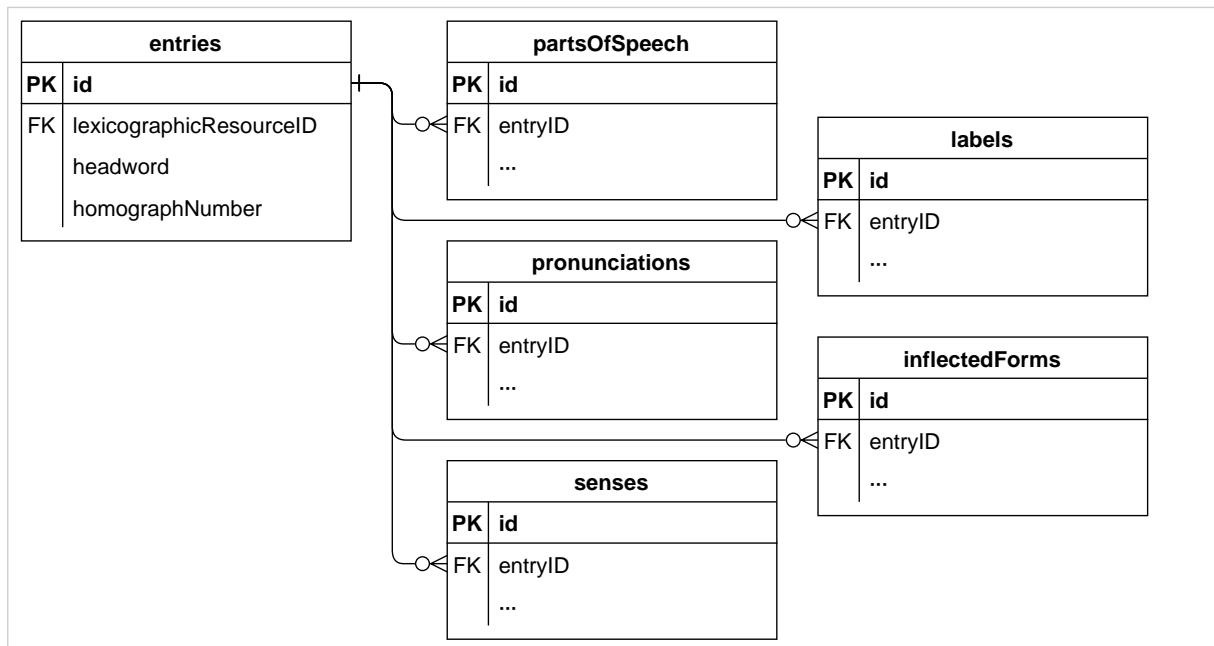 entries
PK id
FK lexicographicResourceID
headword
homographNumber
partsOfSpeech
PK id
FK entryID
...
labels
PK id
FK entryID
...
pronunciations
PK id
FK entryID
...
inflectedForms
PK id
FK entryID
...
senses
PK id
FK entryID
...